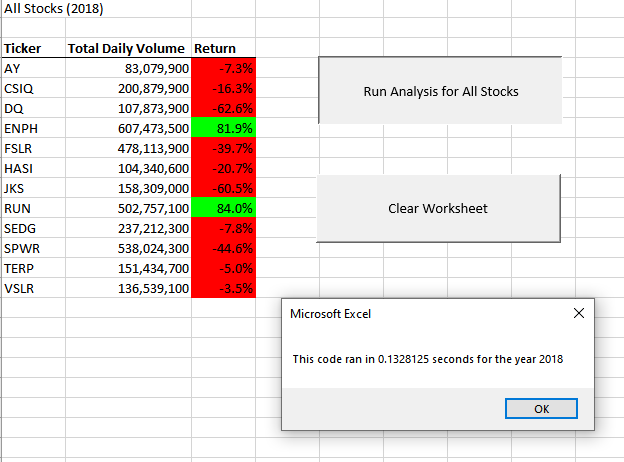 All Stocks (2018)
Ticker Total Daily Volume Return
AY 83,079,900 -7.3%
CSIQ 200,879,900 -16.3%
DQ 107,873,900 -62.6%
ENPH 607,473,500 81.9%
FSLR 478,113,900 -39.7%
HASI 104,340,600 -20.7%
JKS 158,309,000 -60.5%
RUN 502,757,100 84.0%
SEDG 237,212,300 -7.8%
SPWR 538,024,300 -44.6%
TERP 151,434,700 -5.0%
VSLR 136,539,100 -3.5%
Run Analysis for All Stocks
Clear Worksheet
Microsoft Excel
This code ran in 0.1328125 seconds for the year 2018
OK